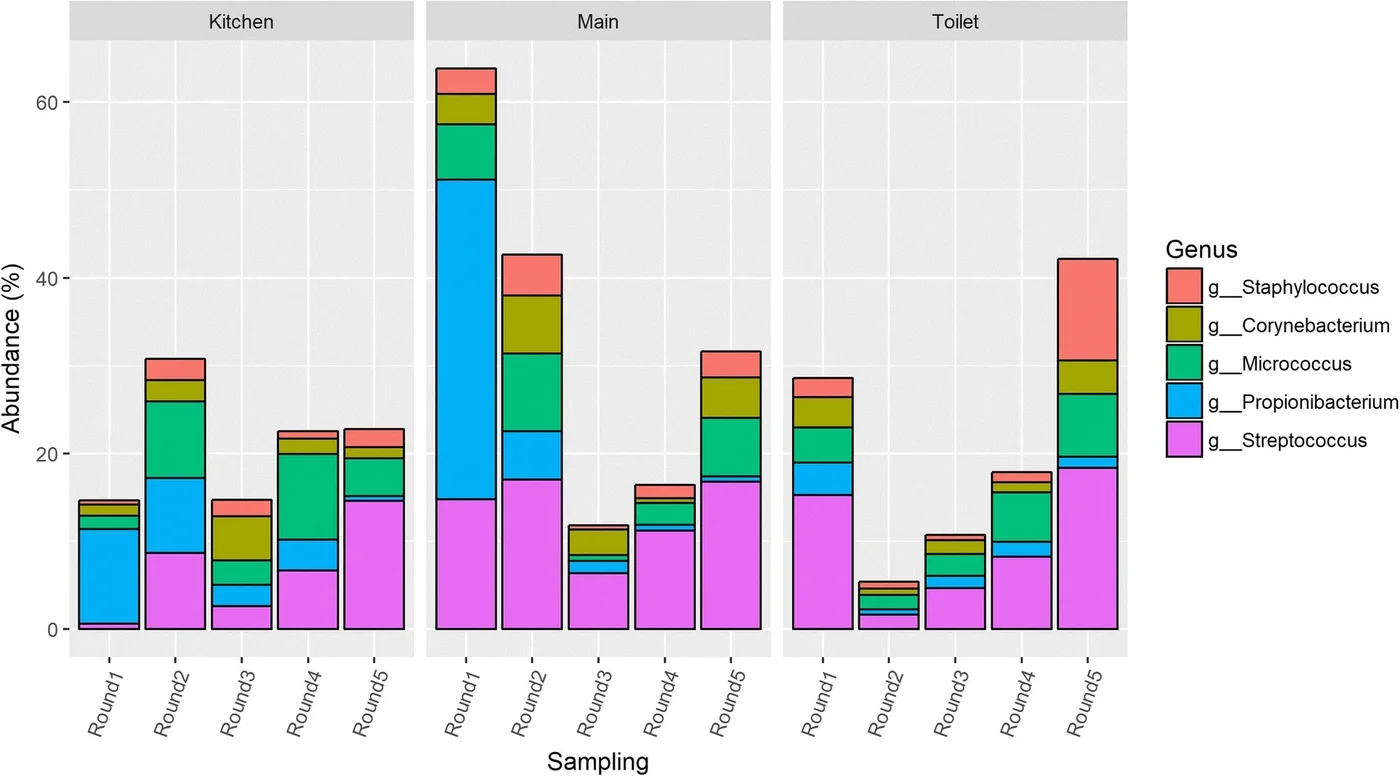 Kitchen
Main
Toilet
Abundance (%)
60
40
20
0
Round1
Round2
Round3
Round4
Round5
Round1
Round2
Round3
Round4
Round5
Round1
Round2
Round3
Round4
Round5
Sampling
Genus
g__Staphylococcus
g__Corynebacterium
g__Micrococcus
g__Propionibacterium
g__Streptococcus